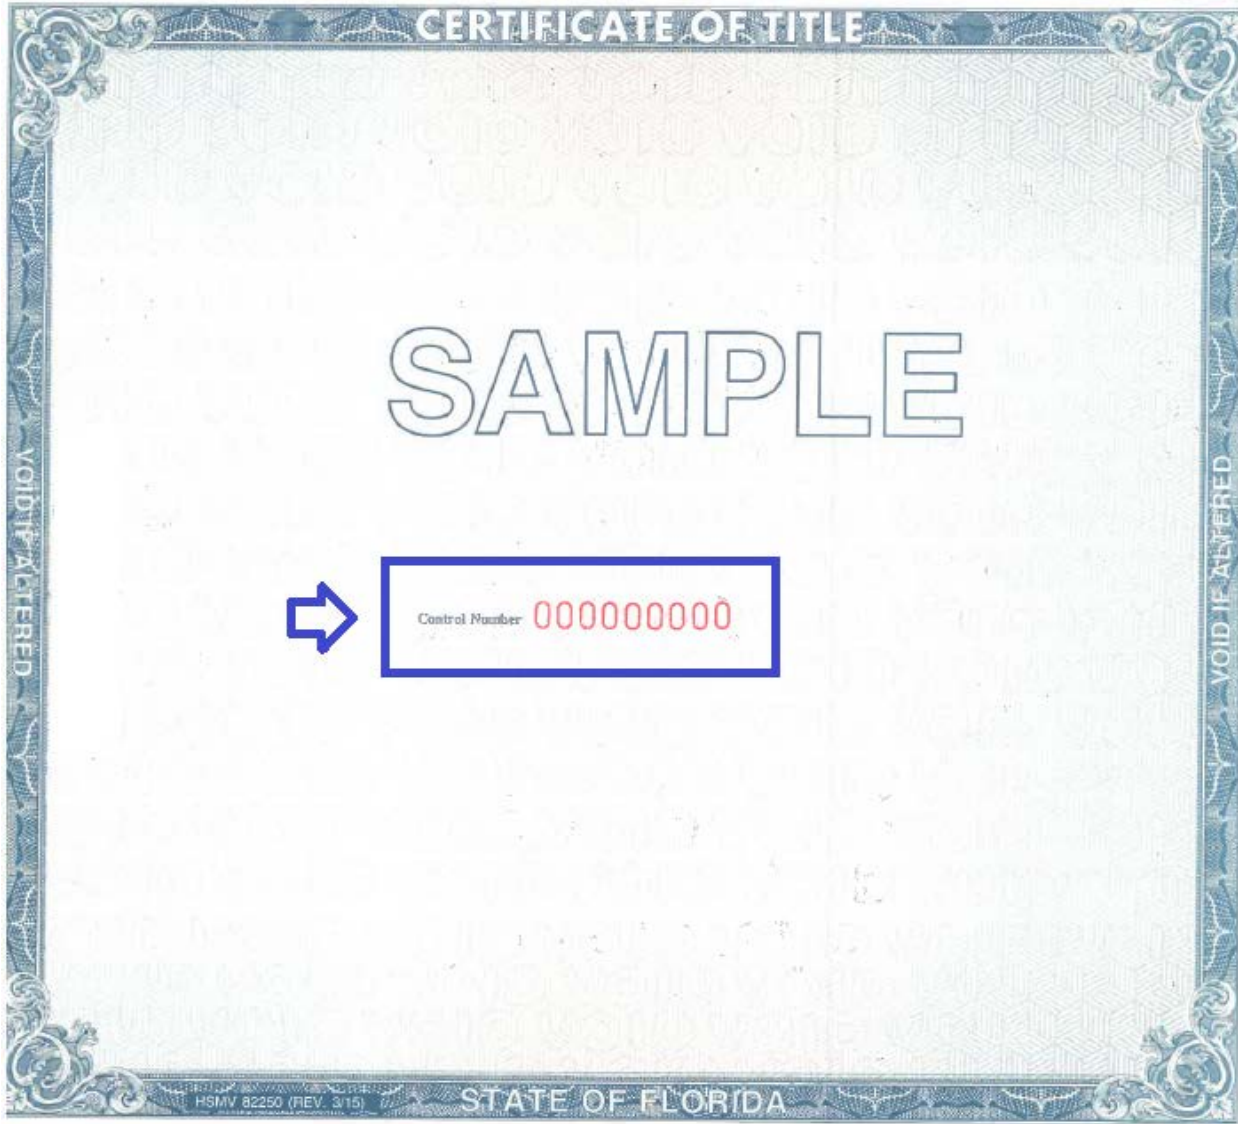 CERTIFICATE OF TITLE
SAMPLE
VOID IF ALTERED
VOID IF ALTERED
Control Number 000000000
HSMV 82250 (REV. 3/15)
STATE OF FLORIDA